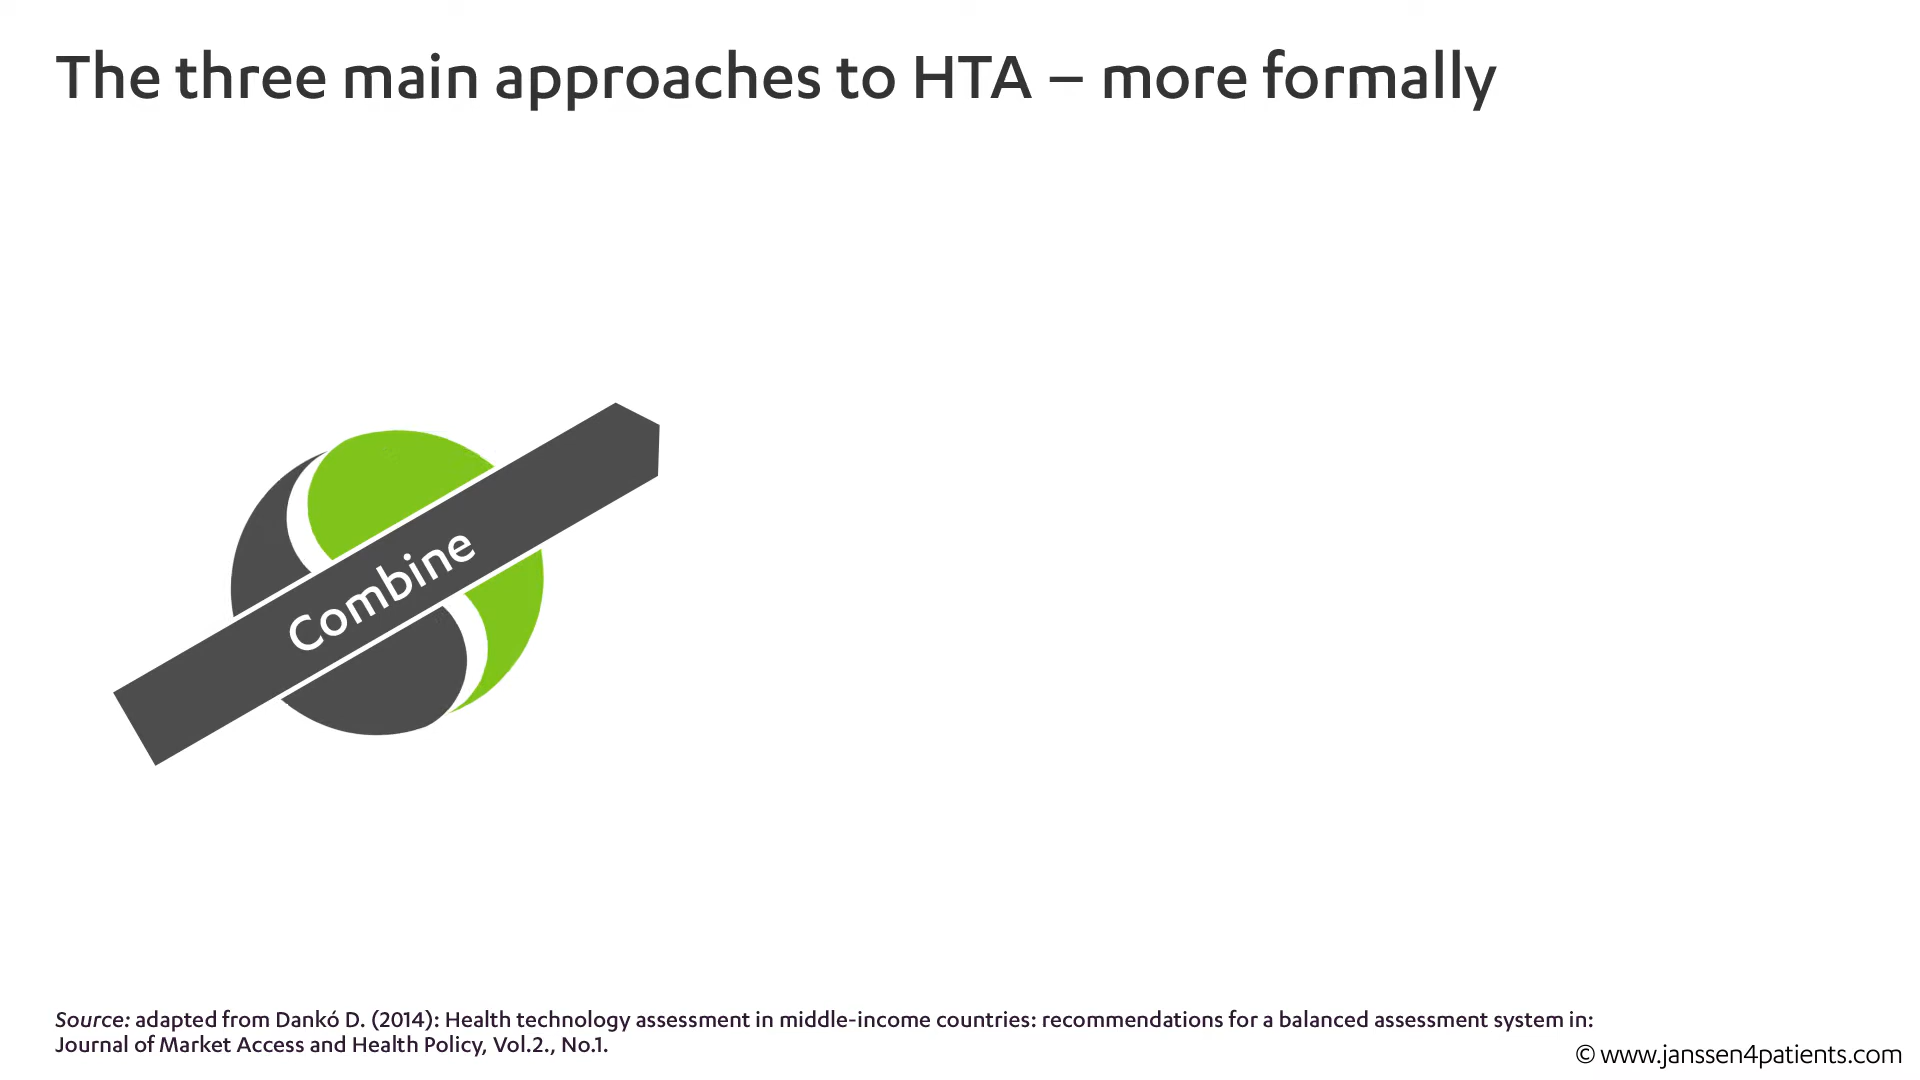 The three main approaches to HTA – more formally
Combine
Source: adapted from Dankó D. (2014): Health technology assessment in middle-income countries: recommendations for a balanced assessment system in:
Journal of Market Access and Health Policy, Vol.2., No.1.
© www.janssen4patients.com